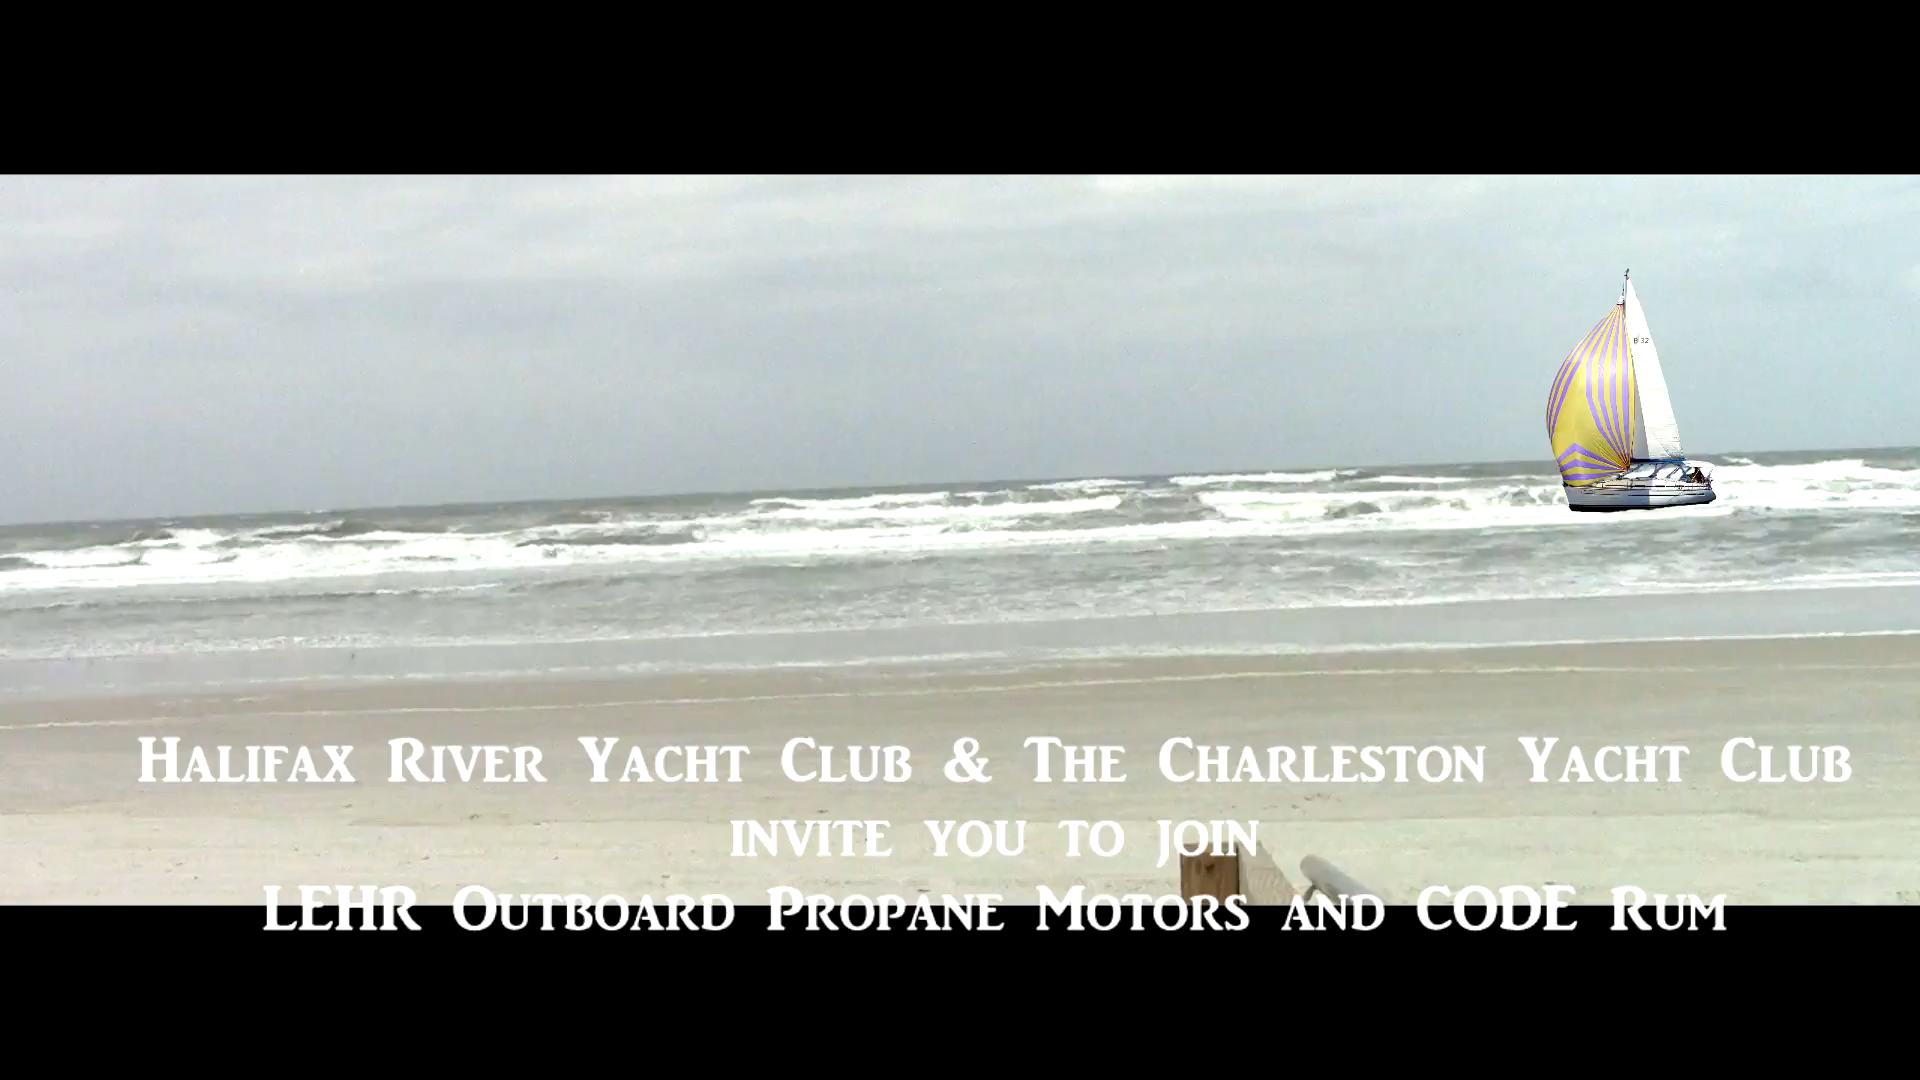 B 32
Halifax River Yacht Club & The Charleston Yacht Club
invite you to join
LEHR Outboard Propane Motors and CODE Rum